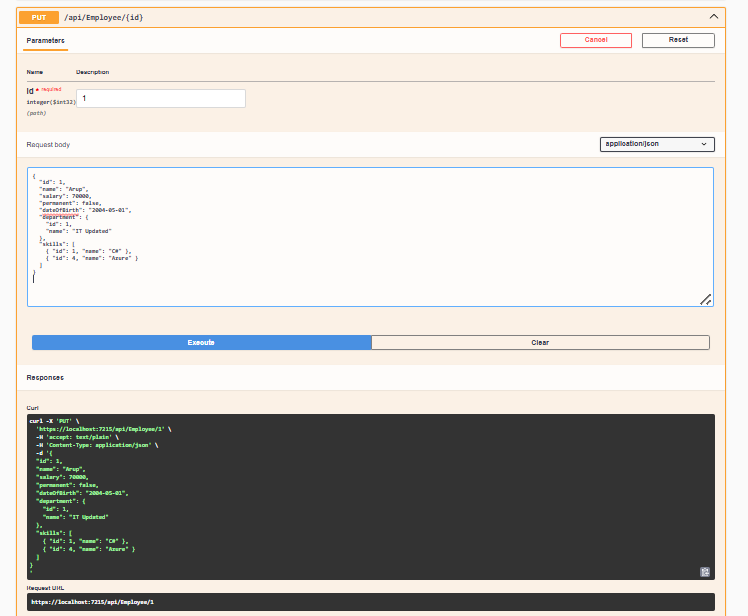 PUT /api/Employee/{id}
Parameters
Cancel
Reset
Name Description
id * required
integer($int32)
(path)
1
Request body
application/json
{
"id": 1,
"name": "Arup",
"salary": 70000,
"permanent": false,
"dateOfBirth": "2004-05-01",
"department": {
"id": 1,
"name": "IT Updated"
},
"skills": [
{ "id": 1, "name": "C#" },
{ "id": 4, "name": "Azure" }
]
}
Execute
Clear
Responses
Curl
curl -X 'PUT' \
'https://localhost:7215/api/Employee/1' \
-H 'accept: text/plain' \
-H 'Content-Type: application/json' \
-d '{
"id": 1,
"name": "Arup",
"salary": 70000,
"permanent": false,
"dateOfBirth": "2004-05-01",
"department": {
"id": 1,
"name": "IT Updated"
},
"skills": [
{ "id": 1, "name": "C#" },
{ "id": 4, "name": "Azure" }
]
}
'
Request URL
https://localhost:7215/api/Employee/1